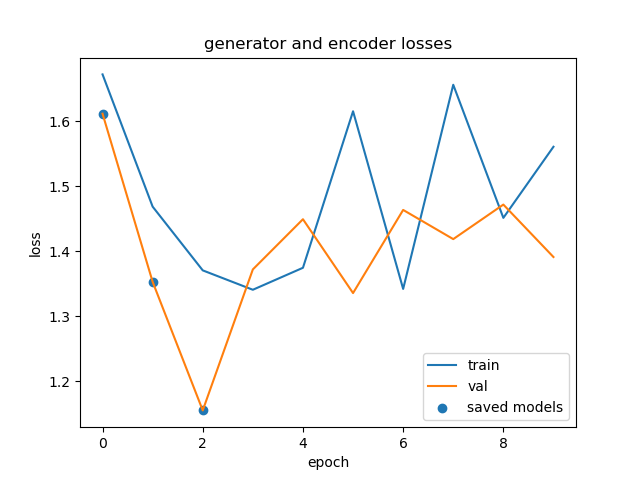 generator and encoder losses
loss
1.6
1.5
1.4
1.3
1.2
train
val
saved models
0
2
4
6
8
epoch